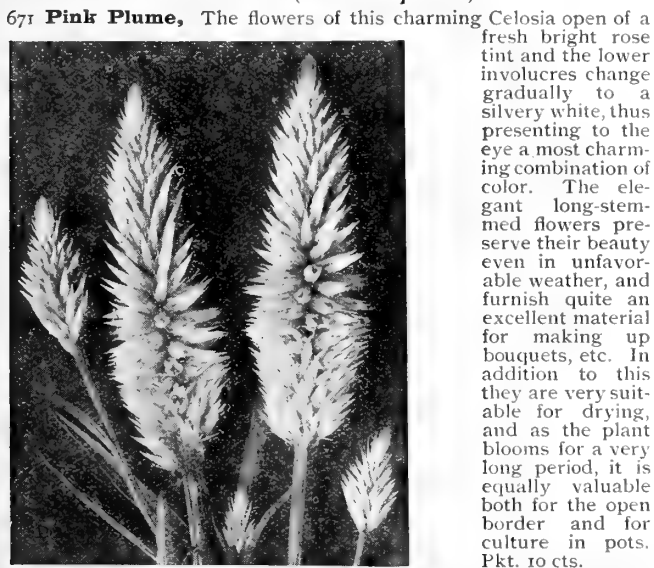 671 Pink Plume, The flowers of this charming Celosia open of a
fresh bright rose
tint and the lower
involucres change
gradually to a
silvery white, thus
presenting to the
eye a most charm-
ing combination of
color. The ele-
gant long-stem-
med flowers pre-
serve their beauty
even in unfavor-
able weather, and
furnish quite an
excellent material
for making up
bouquets, etc. In
addition to this
they are very suit-
able for drying,
and as the plant
blooms for a very
long period, it is
equally valuable
both for the open
border and for
culture in pots.
Pkt. 10 cts.